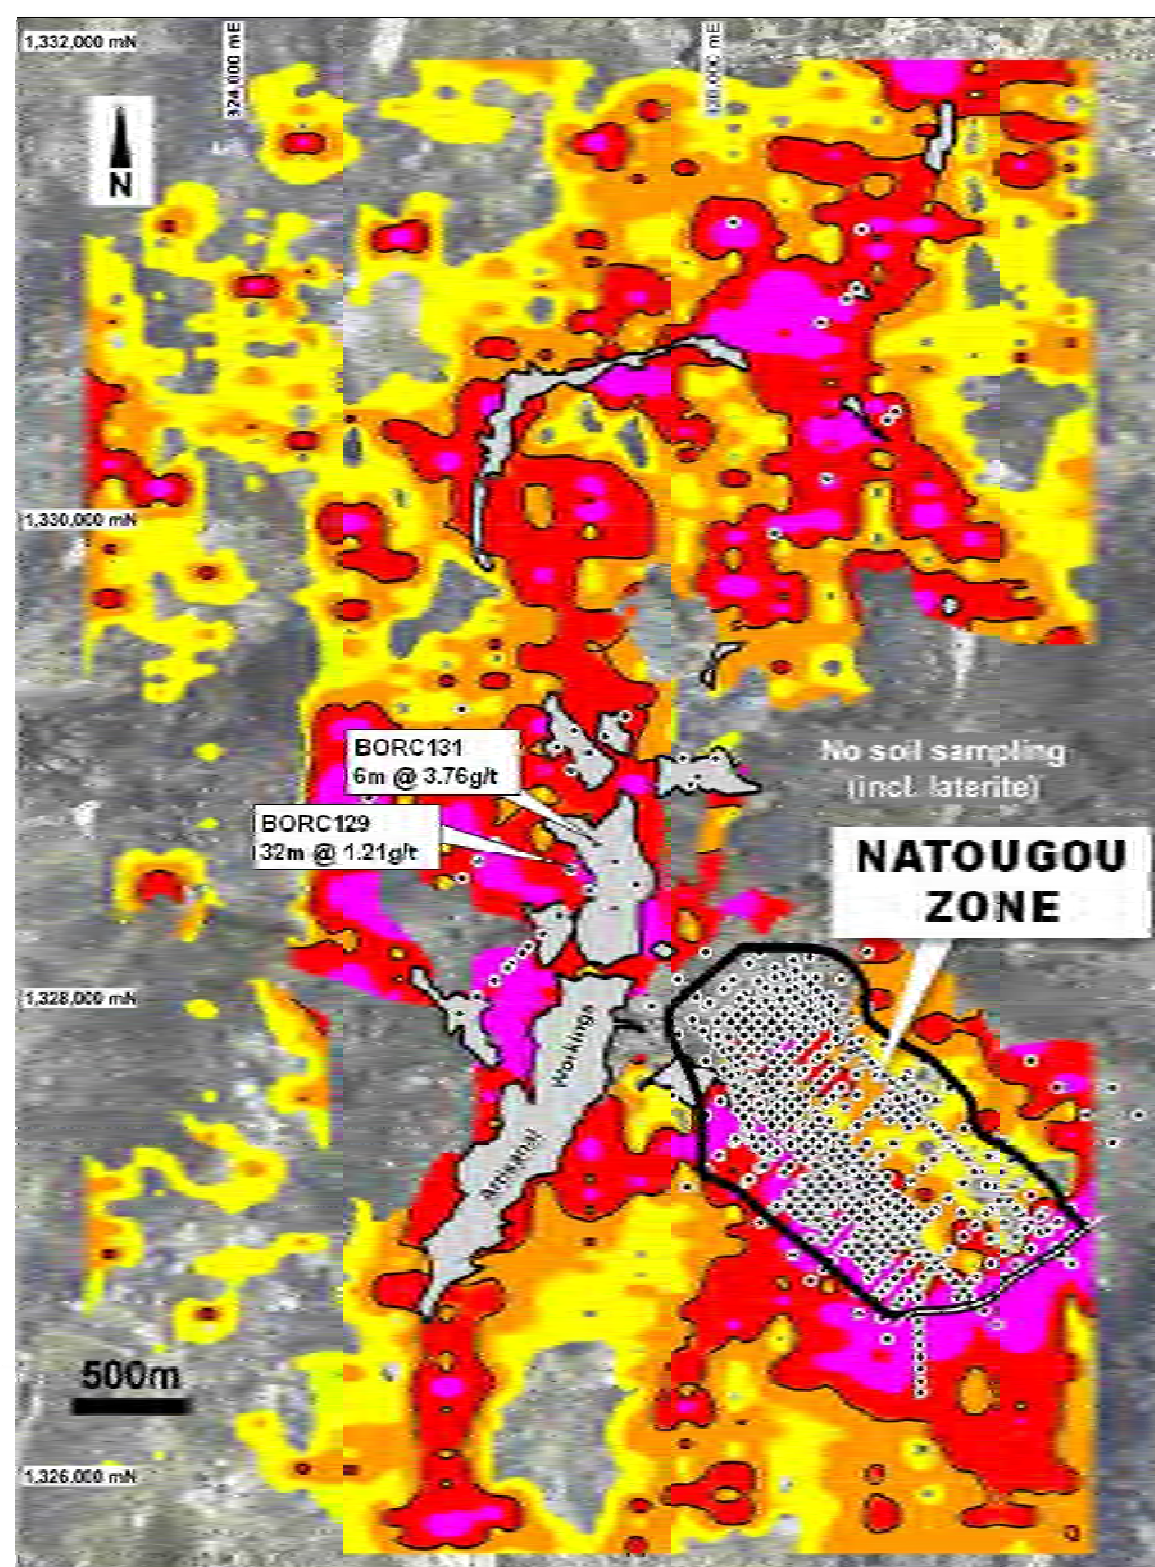 1,332,000 mN
324,000 mE
N
1,330,000 mN
BORC131
6m @ 3.76g/t
BORC129
32m @ 1.21g/t
No soil sampling
(incl. laterite)
NATOUGOU
ZONE
1,328,000 mN
Artisanal Workings
500m
1,326,000 mN